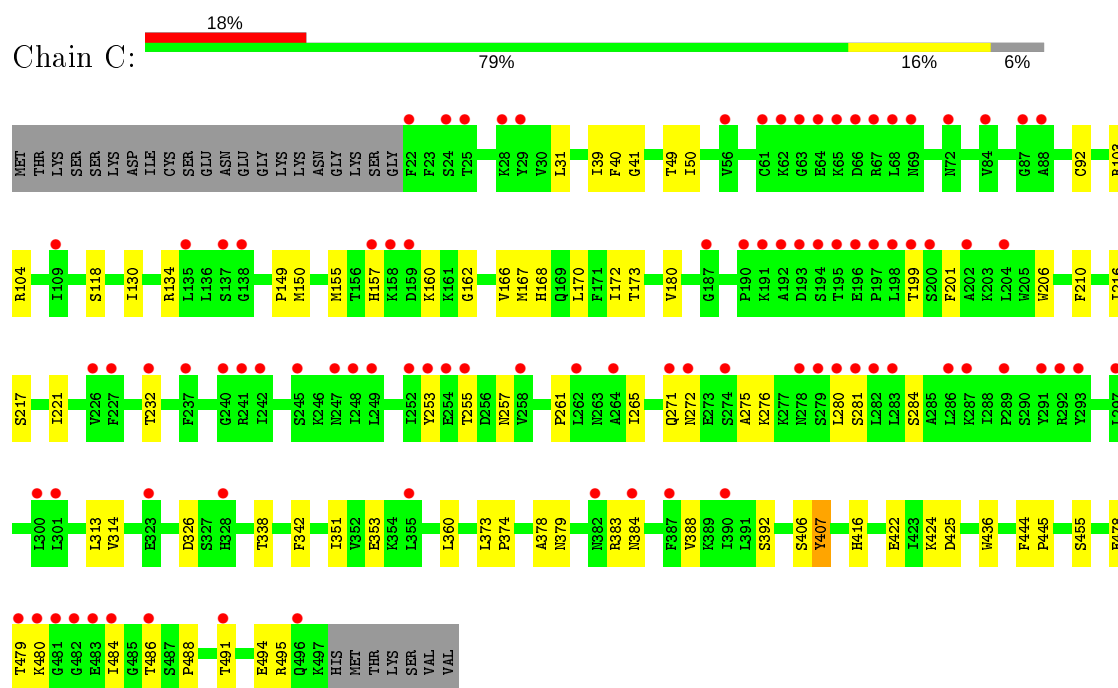 18%
Chain C:
79% 16% 6%
MET THR LYS SER SER LYS ASP ILE CYS SER GLU ASN GLU GLY LYS LYS ASN GLY LYS SER GLY F22 F23 S24 T25 K28 Y29 V30 L31 I39 F40 G41 T49 I50 V56 C61 K62 G63 E64 K65 D66 R67 L68 N69 N72 V84 G87 A88 C92 R103
R104 I109 S118 I130 R134 L135 L136 S137 G138 P149 M150 M155 T156 H157 K158 D159 K160 K161 G162 V166 M167 H168 Q169 L170 F171 I172 T173 V180 G187 P190 K191 A192 D193 S194 T195 E196 P197 L198 T199 S200 F201 A202 K203 L204 W205 W206 F210 I216
S217 I221 V226 F227 T232 F237 G240 R241 I242 S245 K246 N247 I248 L249 I252 Y253 E254 T255 D256 N257 V258 P261 L262 N263 A264 I265 Q271 N272 E273 S274 A275 K276 K277 N278 S279 L280 S281 L282 L283 S284 A285 L286 K287 I288 P289 S290 Y291 R292 Y293 I297
L300 L301 L313 V314 E323 D326 S327 H328 T338 F342 I351 V352 E353 K354 L355 L360 L373 P374 A378 N379 N382 R383 N384 F387 V388 K389 I390 L391 S392 S406 Y407 H416 E422 I423 K424 D425 W436 F444 P445 S455 E478
T479 K480 G481 G482 E483 I484 G485 T486 S487 P488 T491 E494 R495 Q496 K497 HIS MET THR LYS SER VAL VAL